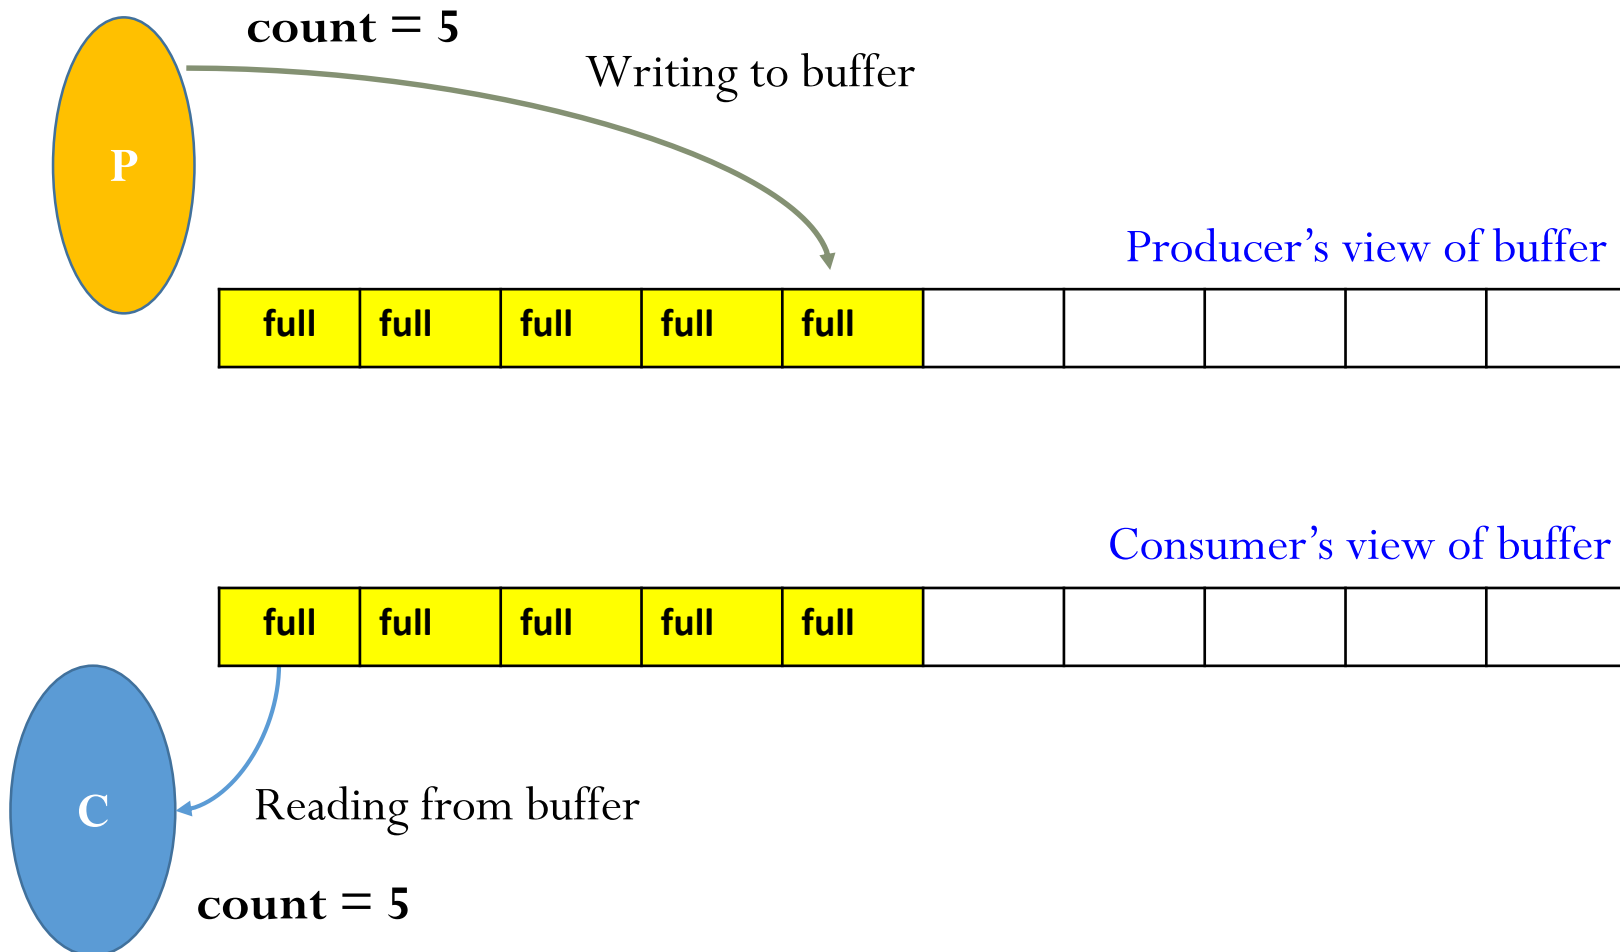 count = 5
Writing to buffer
P
Producer’s view of buffer
full full full full full
Consumer’s view of buffer
full full full full full
C
Reading from buffer
count = 5